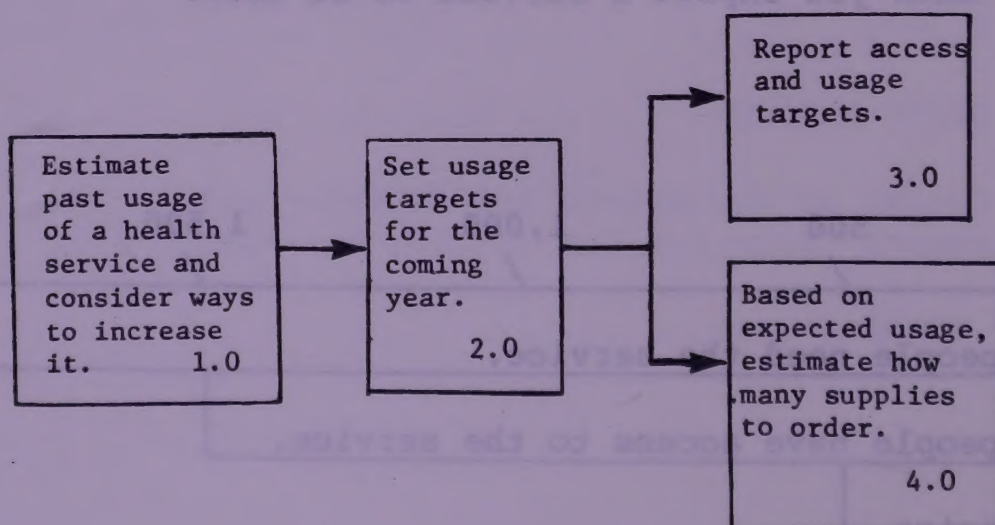 Estimate
past usage
of a health
service and
consider ways
to increase
it. 1.0
Set usage
targets
for the
coming
year.
2.0
Report access
and usage
targets.
3.0
Based on
expected usage,
estimate how
many supplies
to order.
4.0